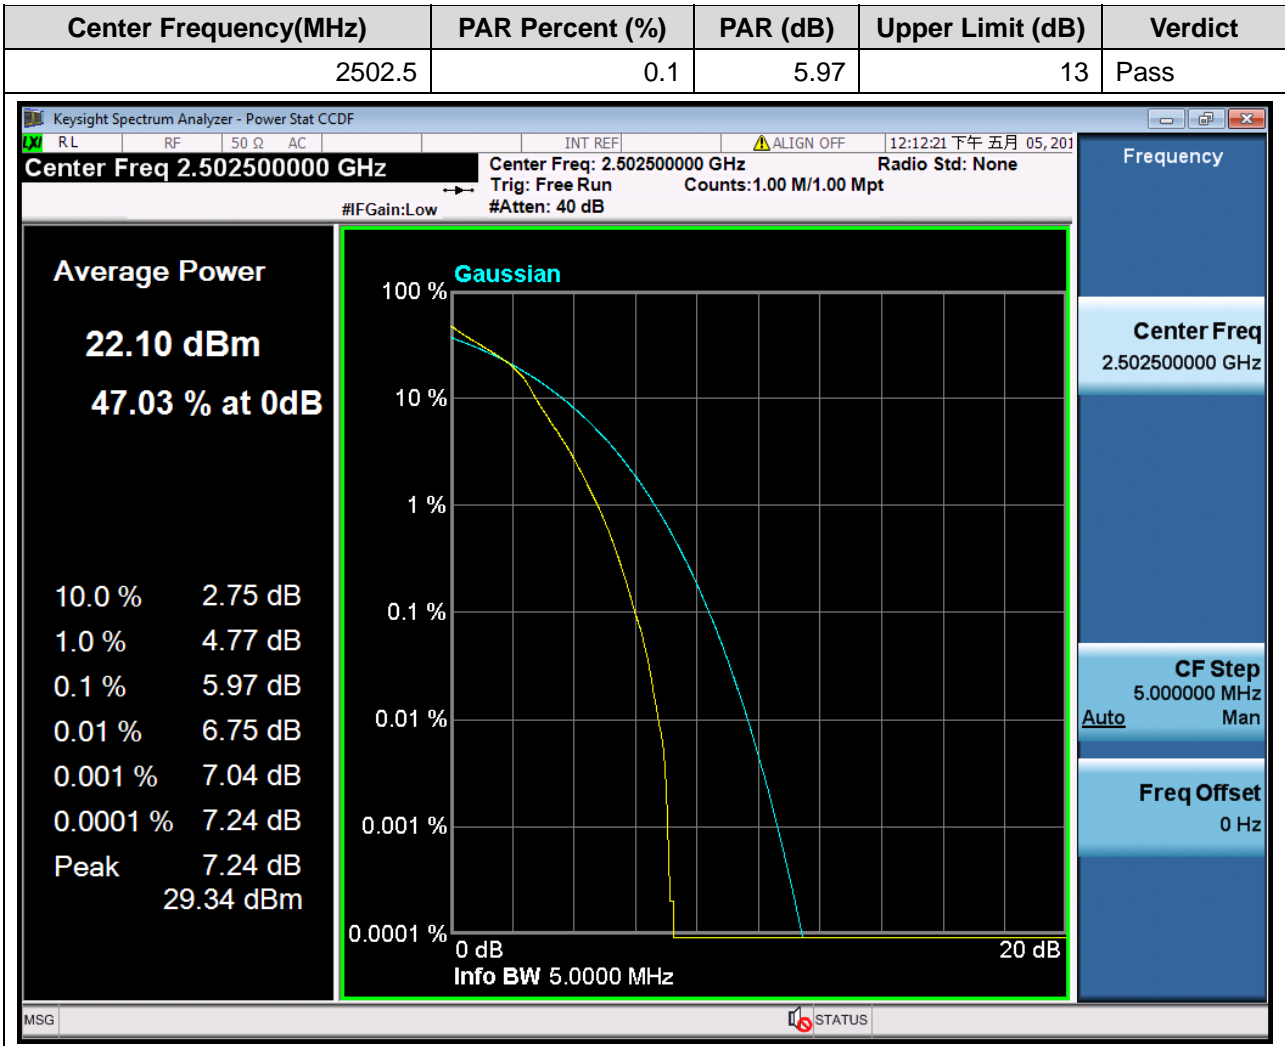 Center Frequency(MHz) PAR Percent (%) PAR (dB) Upper Limit (dB) Verdict
2502.5 0.1 5.97 13 Pass
Keysight Spectrum Analyzer - Power Stat CCDF
LXI RL RF 50 Ω AC INT REF ALIGN OFF 12:12:21 下午 五月 05, 201
Center Freq 2.502500000 GHz
#IFGain:Low
Center Freq: 2.502500000 GHz Radio Std: None
Trig: Free Run Counts:1.00 M/1.00 Mpt
#Atten: 40 dB
Average Power
22.10 dBm
47.03 % at 0dB
10.0 % 2.75 dB
1.0 % 4.77 dB
0.1 % 5.97 dB
0.01 % 6.75 dB
0.001 % 7.04 dB
0.0001 % 7.24 dB
Peak 7.24 dB
29.34 dBm
Gaussian
100 %
10 %
1 %
0.1 %
0.01 %
0.001 %
0.0001 %
0 dB 20 dB
Info BW 5.0000 MHz
Frequency
Center Freq
2.502500000 GHz
CF Step
5.000000 MHz
Auto Man
Freq Offset
0 Hz
MSG STATUS